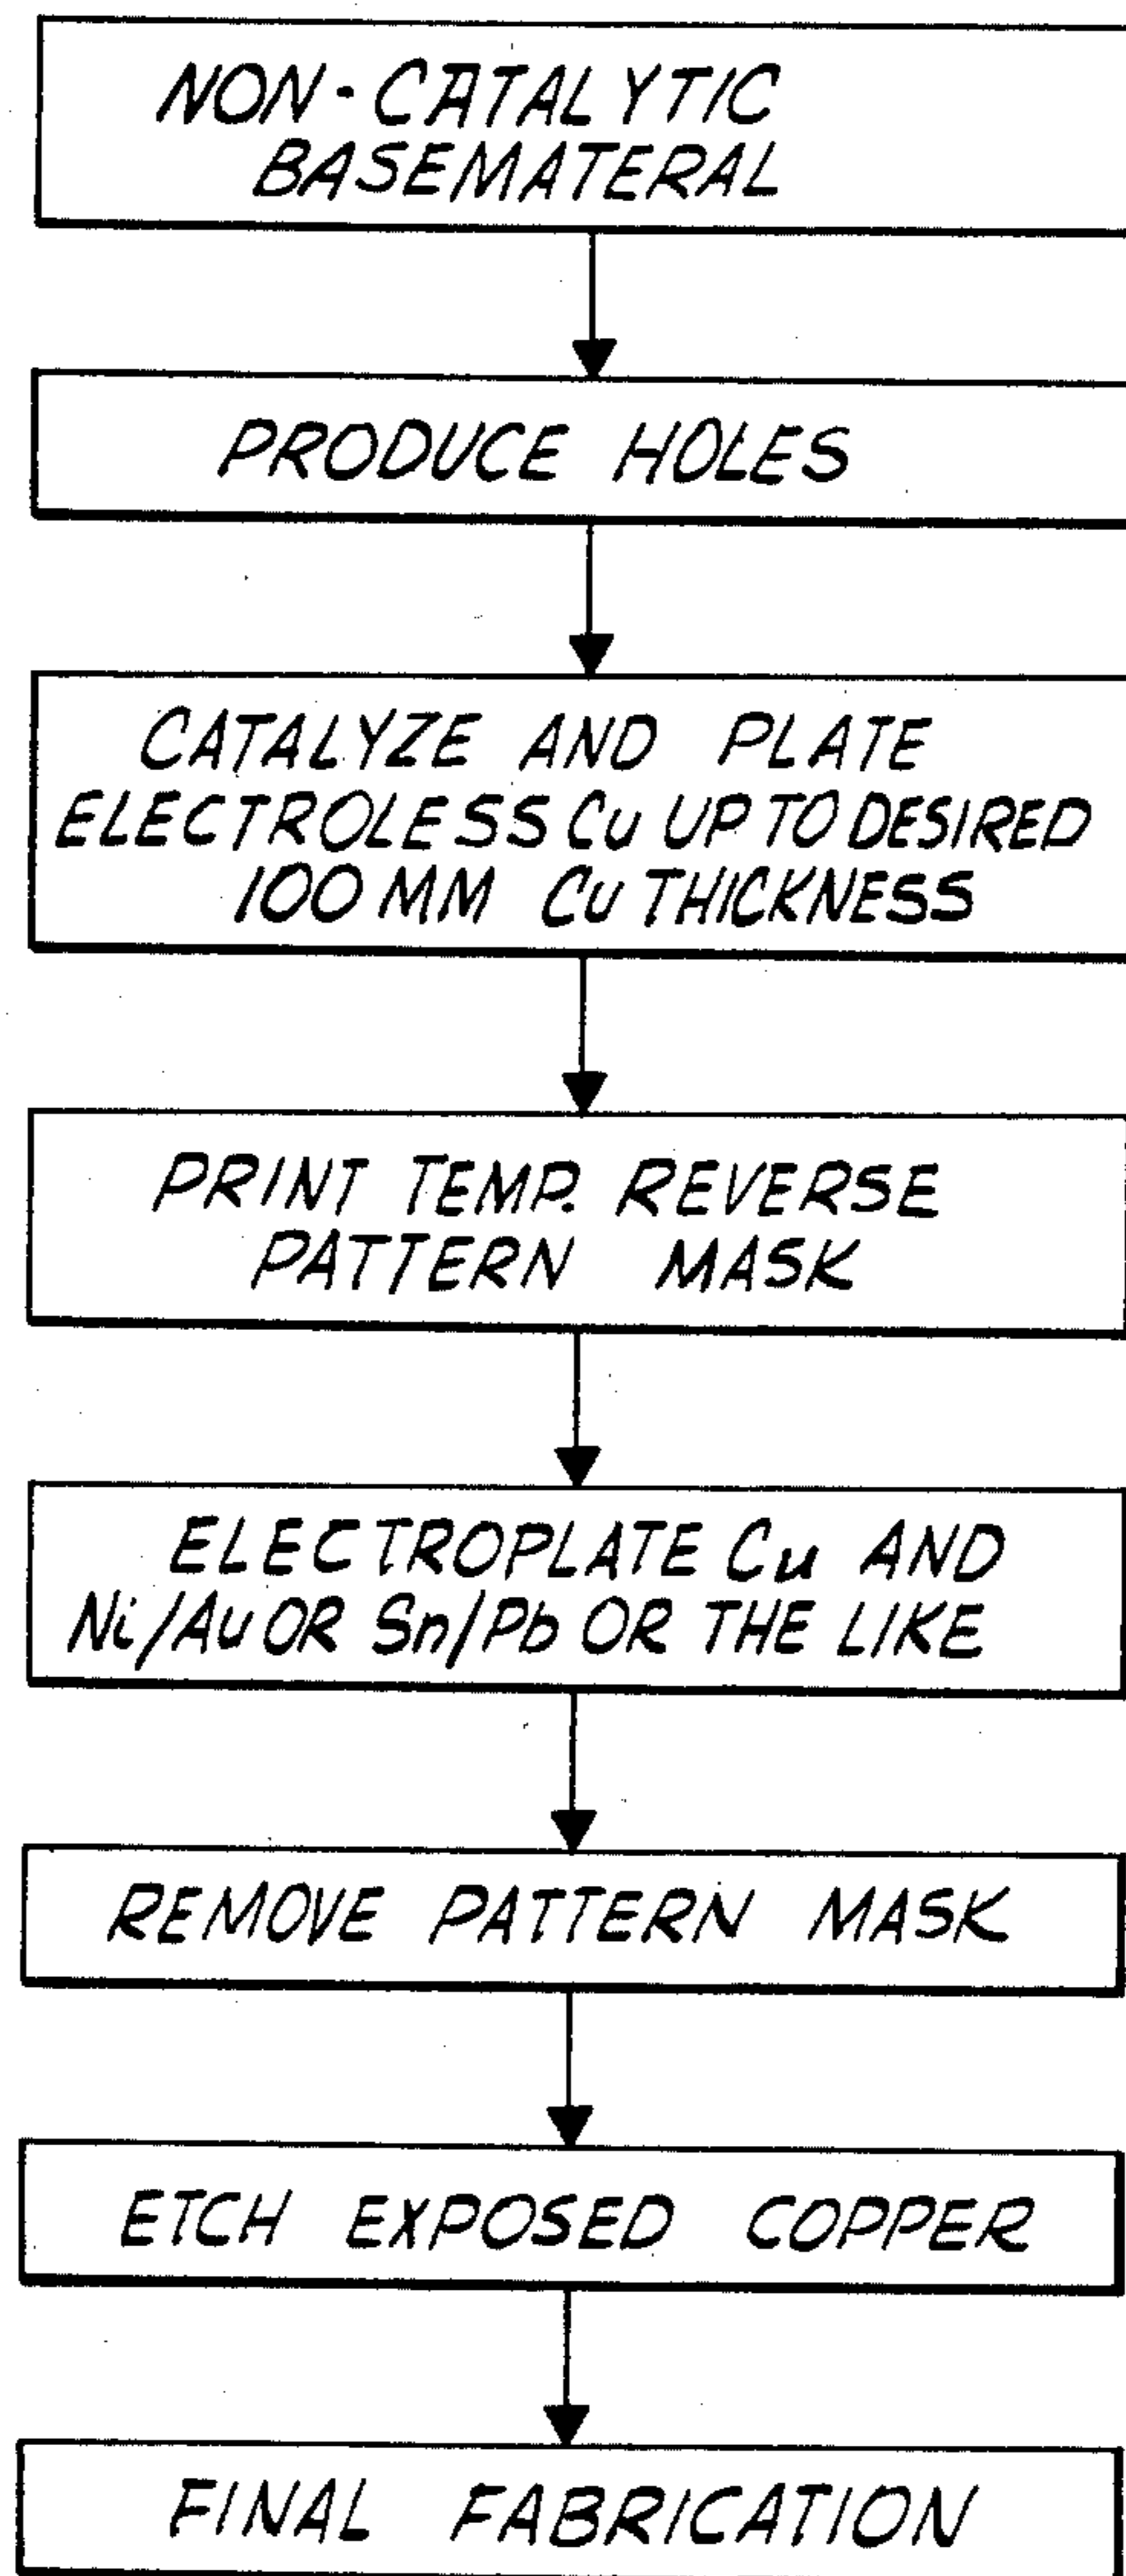 NON-CATALYTIC
BASEMATERAL
PRODUCE HOLES
CATALYZE AND PLATE
ELECTROLESS Cu UP TO DESIRED
100 MM Cu THICKNESS
PRINT TEMP. REVERSE
PATTERN MASK
ELECTROPLATE Cu AND
Ni/Au OR Sn/Pb OR THE LIKE
REMOVE PATTERN MASK
ETCH EXPOSED COPPER
FINAL FABRICATION